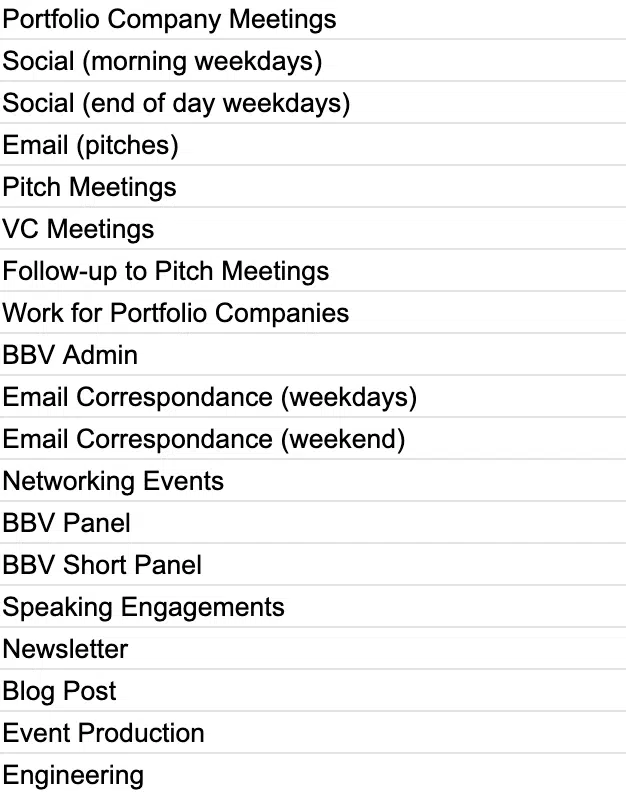 Portfolio Company Meetings
Social (morning weekdays)
Social (end of day weekdays)
Email (pitches)
Pitch Meetings
VC Meetings
Follow-up to Pitch Meetings
Work for Portfolio Companies
BBV Admin
Email Correspondance (weekdays)
Email Correspondance (weekend)
Networking Events
BBV Panel
BBV Short Panel
Speaking Engagements
Newsletter
Blog Post
Event Production
Engineering